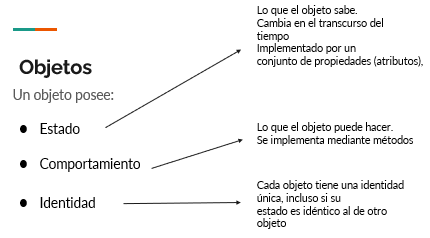 Objetos
Un objeto posee:
● Estado
● Comportamiento
● Identidad
Lo que el objeto sabe.
Cambia en el transcurso del
tiempo
Implementado por un
conjunto de propiedades (atributos),
Lo que el objeto puede hacer.
Se implementa mediante métodos
Cada objeto tiene una identidad
única, incluso si su
estado es idéntico al de otro
objeto